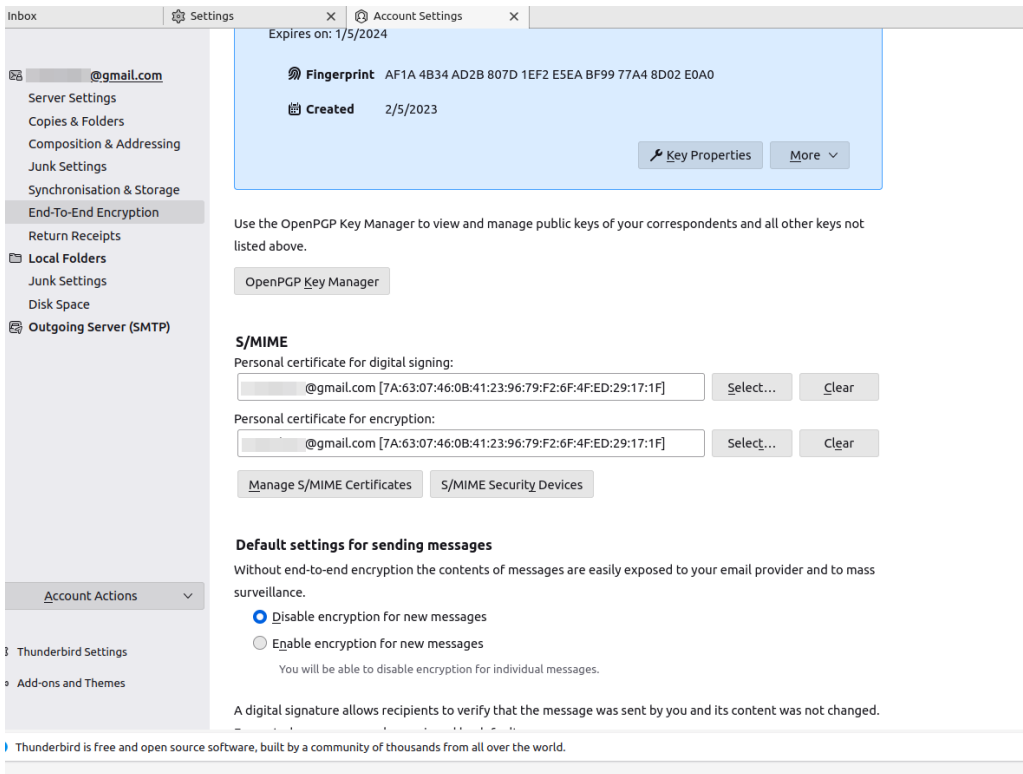 Inbox
Settings
Account Settings
Expires on: 1/5/2024
@gmail.com
Server Settings
Copies & Folders
Composition & Addressing
Junk Settings
Synchronisation & Storage
End-To-End Encryption
Return Receipts
Local Folders
Junk Settings
Disk Space
Outgoing Server (SMTP)
Account Actions
Thunderbird Settings
Add-ons and Themes
Fingerprint AF1A 4B34 AD2B 807D 1EF2 E5EA BF99 77A4 8D02 E0A0
Created 2/5/2023
Key Properties
More
Use the OpenPGP Key Manager to view and manage public keys of your correspondents and all other keys not
listed above.
OpenPGP Key Manager
S/MIME
Personal certificate for digital signing:
@gmail.com [7A:63:07:46:0B:41:23:96:79:F2:6F:4F:ED:29:17:1F]
Select...
Clear
Personal certificate for encryption:
@gmail.com [7A:63:07:46:0B:41:23:96:79:F2:6F:4F:ED:29:17:1F]
Select...
Clear
Manage S/MIME Certificates
S/MIME Security Devices
Default settings for sending messages
Without end-to-end encryption the contents of messages are easily exposed to your email provider and to mass
surveillance.
Disable encryption for new messages
Enable encryption for new messages
You will be able to disable encryption for individual messages.
A digital signature allows recipients to verify that the message was sent by you and its content was not changed.
Thunderbird is free and open source software, built by a community of thousands from all over the world.